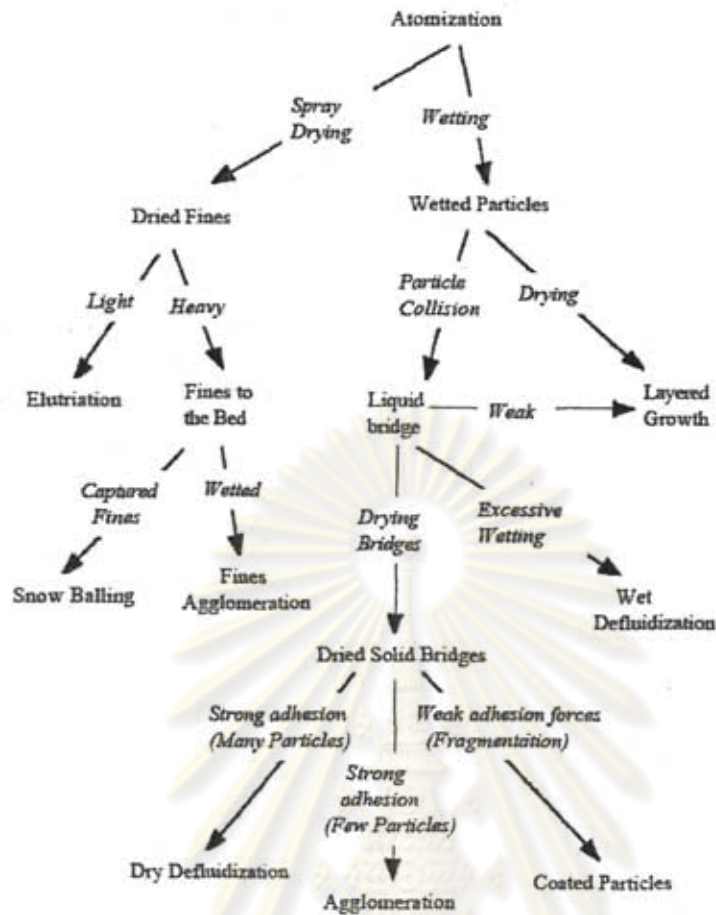 Atomization
Spray
Drying
Wetting
Dried Fines
Wetted Particles
Light
Heavy
Particle
Collision
Drying
Elutriation
Fines to
the Bed
Liquid
bridge
Weak
Layered
Growth
Captured
Fines
Wetted
Drying
Bridges
Excessive
Wetting
Snow Balling
Fines
Agglomeration
Wet
Defluidization
Dried Solid Bridges
Strong adhesion
(Many Particles)
Weak adhesion forces
(Fragmentation)
Strong
adhesion
(Few Particles)
Dry Defluidization
Agglomeration
Coated Particles